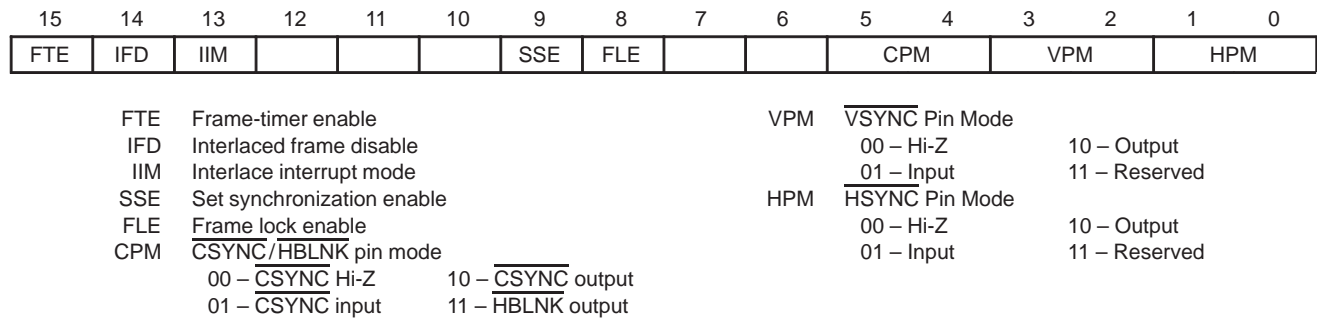 15 14 13 12 11 10 9 8 7 6 5 4 3 2 1 0
FTE IFD IIM SSE FLE CPM VPM HPM
FTE Frame-timer enable
IFD Interlaced frame disable
IIM Interlace interrupt mode
SSE Set synchronization enable
FLE Frame lock enable
CPM CSYNC/HBLNK pin mode
00 – CSYNC Hi-Z 10 – CSYNC output
01 – CSYNC input 11 – HBLNK output
VPM VSYNC Pin Mode
00 – Hi-Z 10 – Output
01 – Input 11 – Reserved
HPM HSYNC Pin Mode
00 – Hi-Z 10 – Output
01 – Input 11 – Reserved